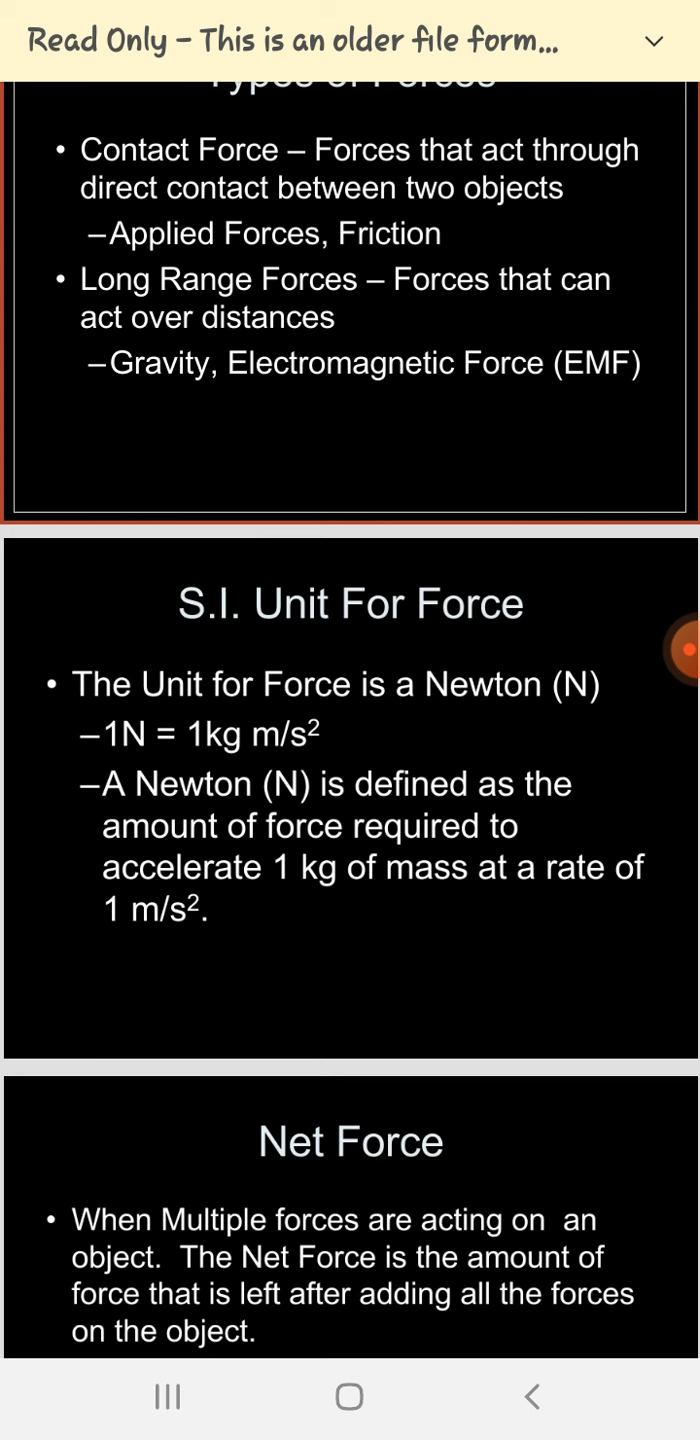 Read Only – This is an older file form...
Types of Forces
• Contact Force – Forces that act through
direct contact between two objects
–Applied Forces, Friction
• Long Range Forces – Forces that can
act over distances
–Gravity, Electromagnetic Force (EMF)
S.I. Unit For Force
• The Unit for Force is a Newton (N)
–1N = 1kg m/s²
–A Newton (N) is defined as the
amount of force required to
accelerate 1 kg of mass at a rate of
1 m/s².
Net Force
• When Multiple forces are acting on  an
object.  The Net Force is the amount of
force that is left after adding all the forces
on the object.